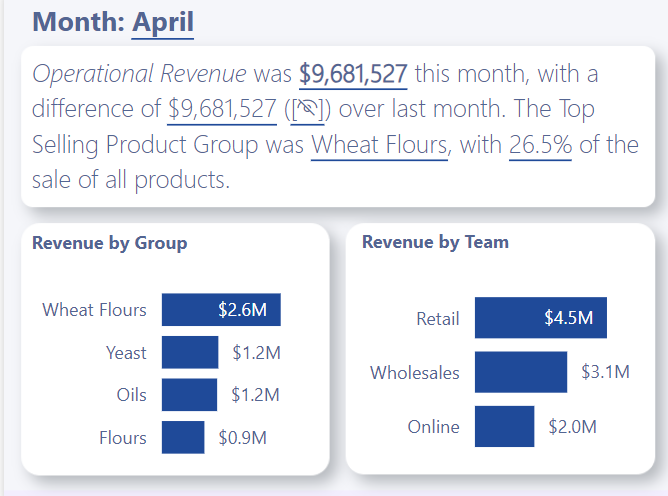 Month: April
Operational Revenue was $9,681,527 this month, with a
difference of $9,681,527 ([]) over last month. The Top
Selling Product Group was Wheat Flours, with 26.5% of the
sale of all products.
Revenue by Group
Wheat Flours $2.6M
Yeast $1.2M
Oils $1.2M
Flours $0.9M
Revenue by Team
Retail $4.5M
Wholesales $3.1M
Online $2.0M